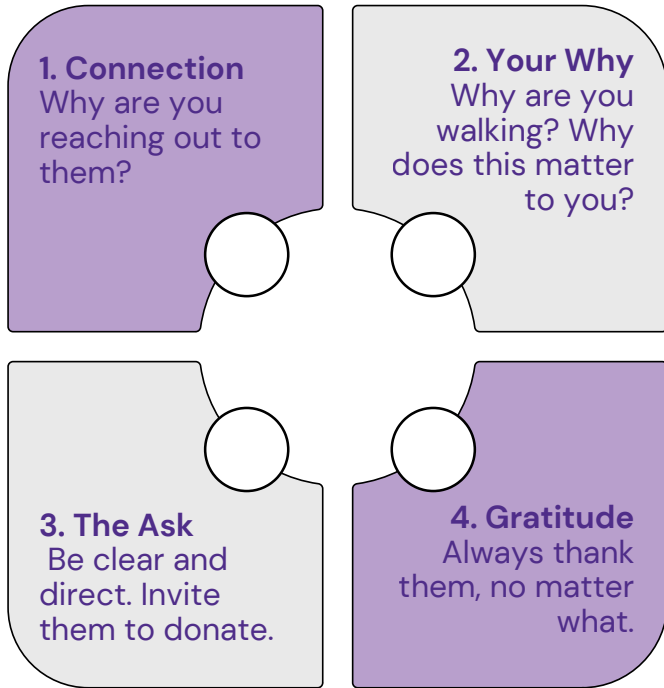 1. Connection
Why are you
reaching out to
them?
2. Your Why
Why are you
walking? Why
does this matter
to you?
3. The Ask
Be clear and
direct. Invite
them to donate.
4. Gratitude
Always thank
them, no matter
what.